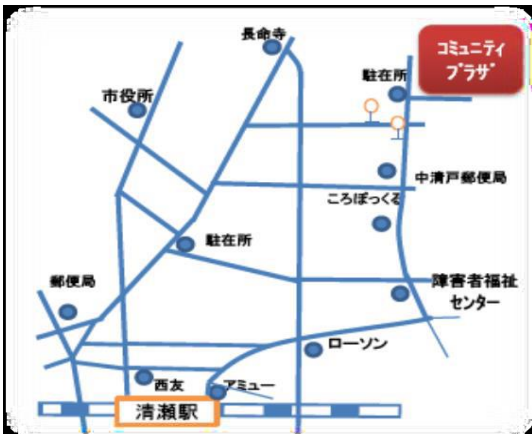 長命寺
コミュニティ
プラザ
駐在所
市役所
中清戸郵便局
ころぽっくる
駐在所
障害者福祉
センター
郵便局
ローソン
西友
アミュー
清瀬駅